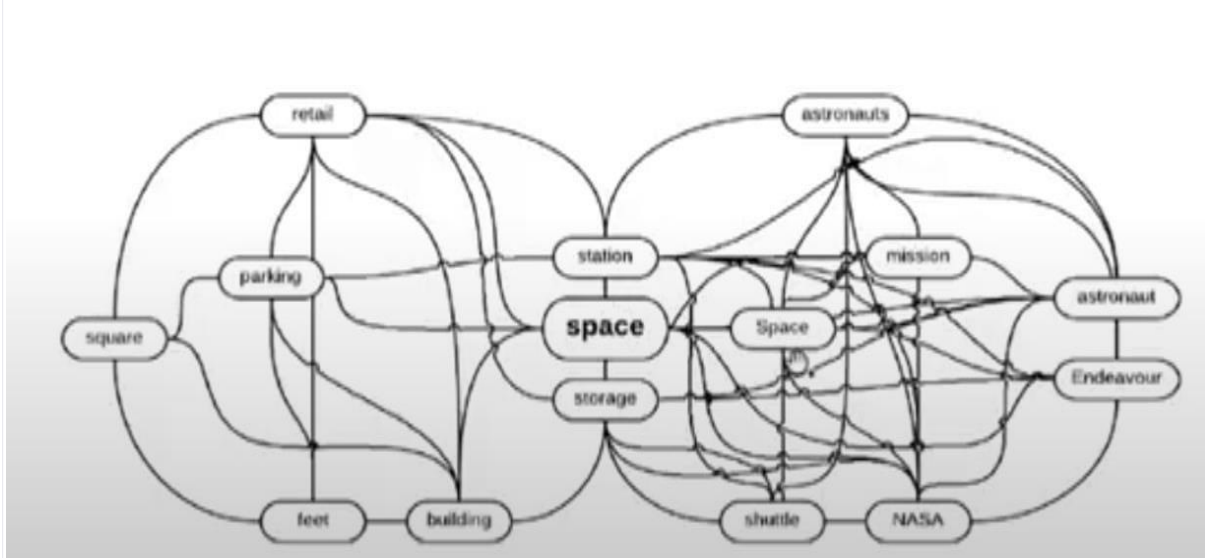 retail
astronauts
station
mission
parking
astronaut
space
Space
square
Endeavour
storage
feet
building
shuttle
NASA